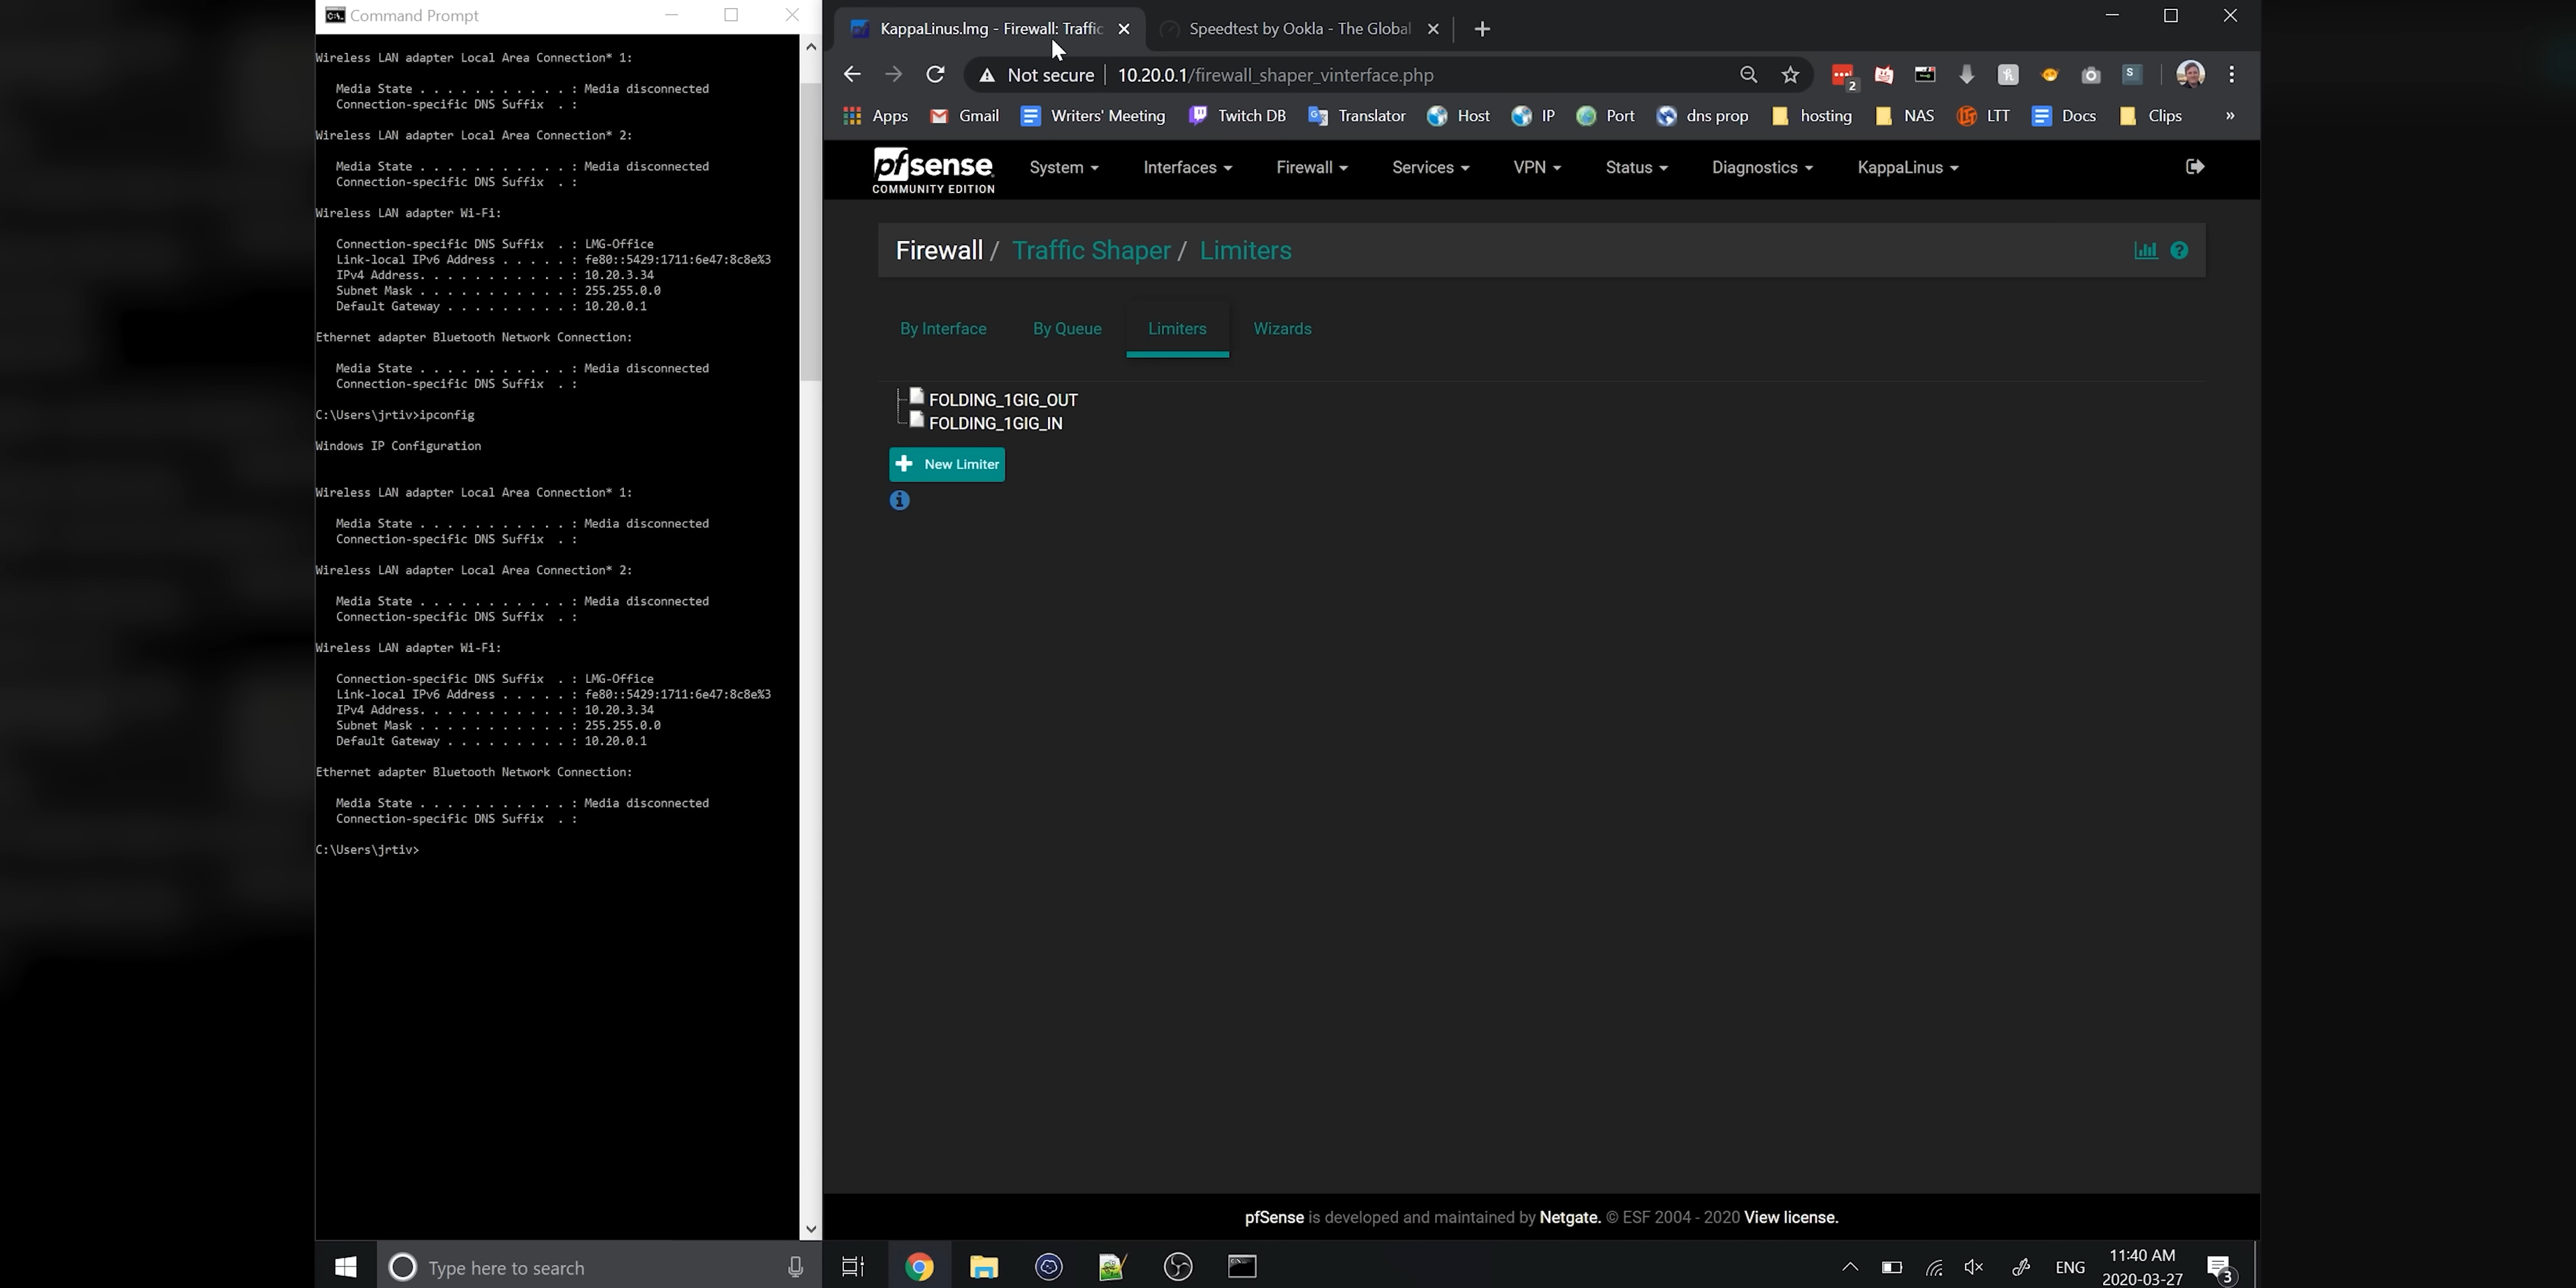 Command Prompt
Wireless LAN adapter Local Area Connection* 1:
Media State . . . . . . . . . . . : Media disconnected
Connection-specific DNS Suffix  . :
Wireless LAN adapter Local Area Connection* 2:
Media State . . . . . . . . . . . : Media disconnected
Connection-specific DNS Suffix  . :
Wireless LAN adapter Wi-Fi:
Connection-specific DNS Suffix  . : LMG-Office
Link-local IPv6 Address . . . . . : fe80::5429:1711:6e47:8c8e%3
IPv4 Address. . . . . . . . . . . : 10.20.3.34
Subnet Mask . . . . . . . . . . . : 255.255.0.0
Default Gateway . . . . . . . . . : 10.20.0.1
Ethernet adapter Bluetooth Network Connection:
Media State . . . . . . . . . . . : Media disconnected
Connection-specific DNS Suffix  . :
C:\Users\jrtiv>ipconfig
Windows IP Configuration
Wireless LAN adapter Local Area Connection* 1:
Media State . . . . . . . . . . . : Media disconnected
Connection-specific DNS Suffix  . :
Wireless LAN adapter Local Area Connection* 2:
Media State . . . . . . . . . . . : Media disconnected
Connection-specific DNS Suffix  . :
Wireless LAN adapter Wi-Fi:
Connection-specific DNS Suffix  . : LMG-Office
Link-local IPv6 Address . . . . . : fe80::5429:1711:6e47:8c8e%3
IPv4 Address. . . . . . . . . . . : 10.20.3.34
Subnet Mask . . . . . . . . . . . : 255.255.0.0
Default Gateway . . . . . . . . . : 10.20.0.1
Ethernet adapter Bluetooth Network Connection:
Media State . . . . . . . . . . . : Media disconnected
Connection-specific DNS Suffix  . :
C:\Users\jrtiv>
KappaLinus.lmg - Firewall: Traffic Speedtest by Ookla - The Global
Not secure 10.20.0.1/firewall_shaper_vinterface.php 2 S
Apps Gmail Writers' Meeting Twitch DB Translator Host IP Port dns prop hosting NAS LTT Docs Clips »
pfsense System Interfaces Firewall Services VPN Status Diagnostics KappaLinus
COMMUNITY EDITION
Firewall / Traffic Shaper / Limiters
By Interface By Queue Limiters Wizards
FOLDING_1GIG_OUT
FOLDING_1GIG_IN
New Limiter
pfSense is developed and maintained by Netgate. © ESF 2004 - 2020 View license.
Type here to search
ENG 11:40 AM
2020-03-27 3